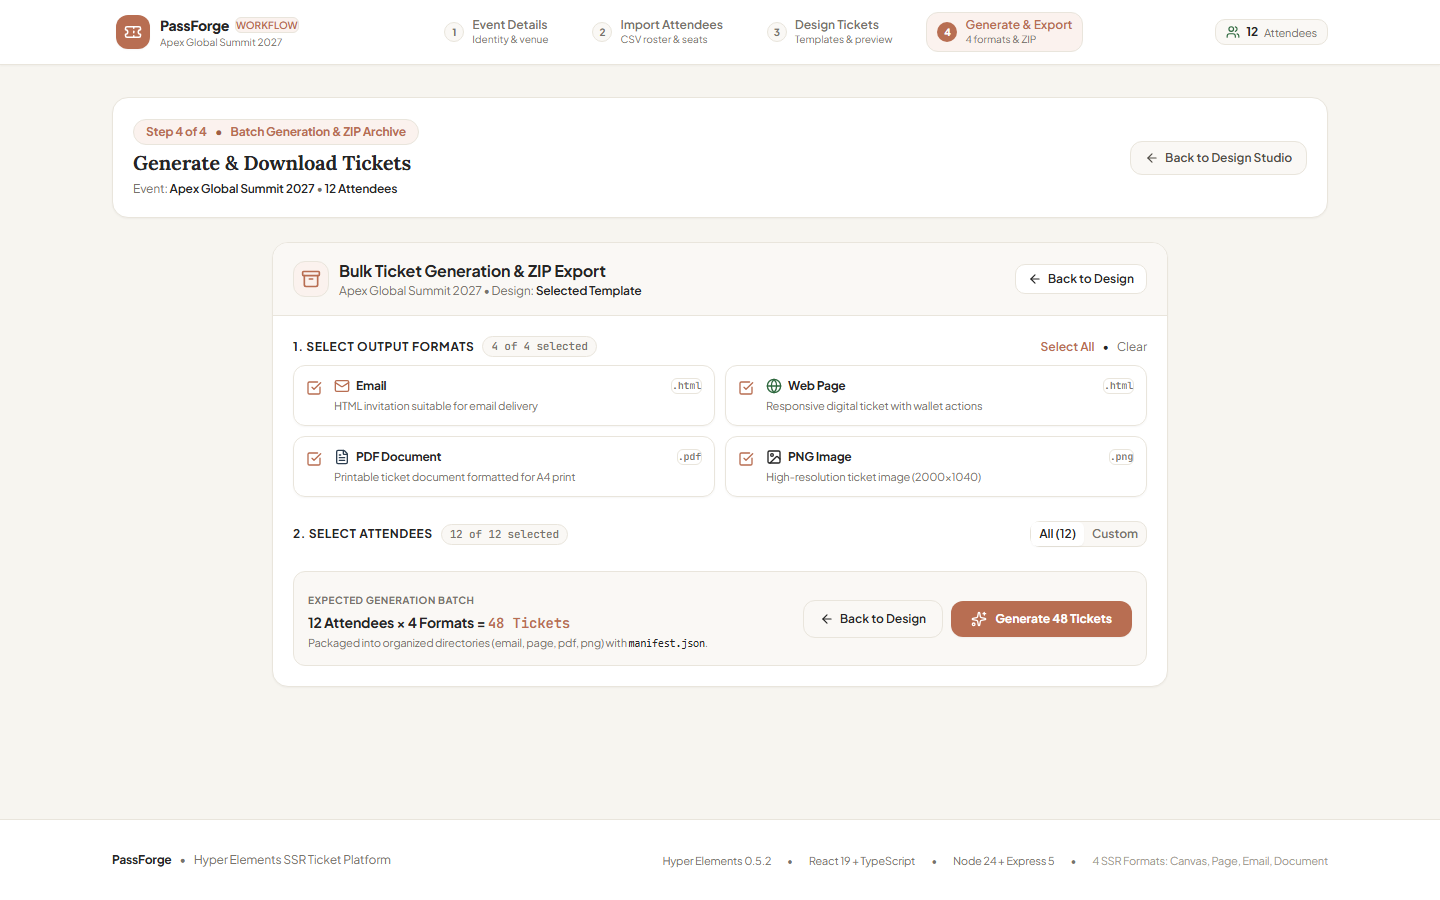 PassForge WORKFLOW
Apex Global Summit 2027
1 Event Details
Identity & venue
2 Import Attendees
CSV roster & seats
3 Design Tickets
Templates & preview
4 Generate & Export
4 formats & ZIP
12 Attendees
Step 4 of 4 • Batch Generation & ZIP Archive
Generate & Download Tickets
Event: Apex Global Summit 2027 • 12 Attendees
Back to Design Studio
Bulk Ticket Generation & ZIP Export
Apex Global Summit 2027 • Design: Selected Template
Back to Design
1. SELECT OUTPUT FORMATS 4 of 4 selected
Select All • Clear
Email .html
HTML invitation suitable for email delivery
Web Page .html
Responsive digital ticket with wallet actions
PDF Document .pdf
Printable ticket document formatted for A4 print
PNG Image .png
High-resolution ticket image (2000×1040)
2. SELECT ATTENDEES 12 of 12 selected
All (12) Custom
EXPECTED GENERATION BATCH
12 Attendees × 4 Formats = 48 Tickets
Packaged into organized directories (email, page, pdf, png) with manifest.json.
Back to Design
Generate 48 Tickets
PassForge • Hyper Elements SSR Ticket Platform
Hyper Elements 0.5.2 • React 19 + TypeScript • Node 24 + Express 5 • 4 SSR Formats: Canvas, Page, Email, Document